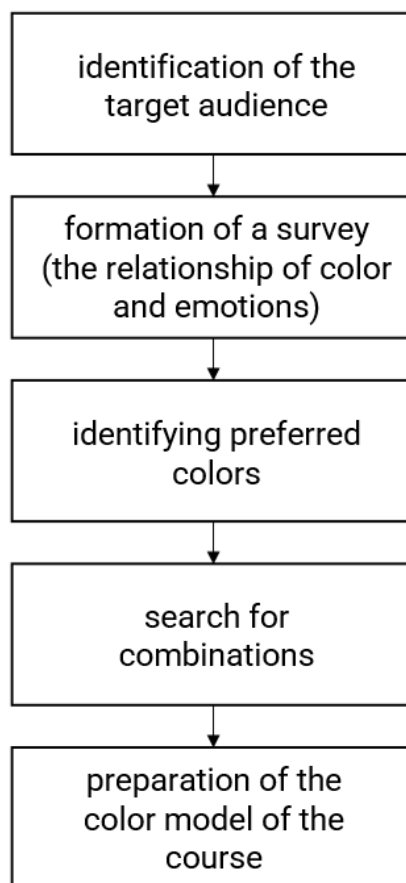 identification of the
target audience
formation of a survey
(the relationship of color
and emotions)
identifying preferred
colors
search for
combinations
preparation of the
color model of the
course